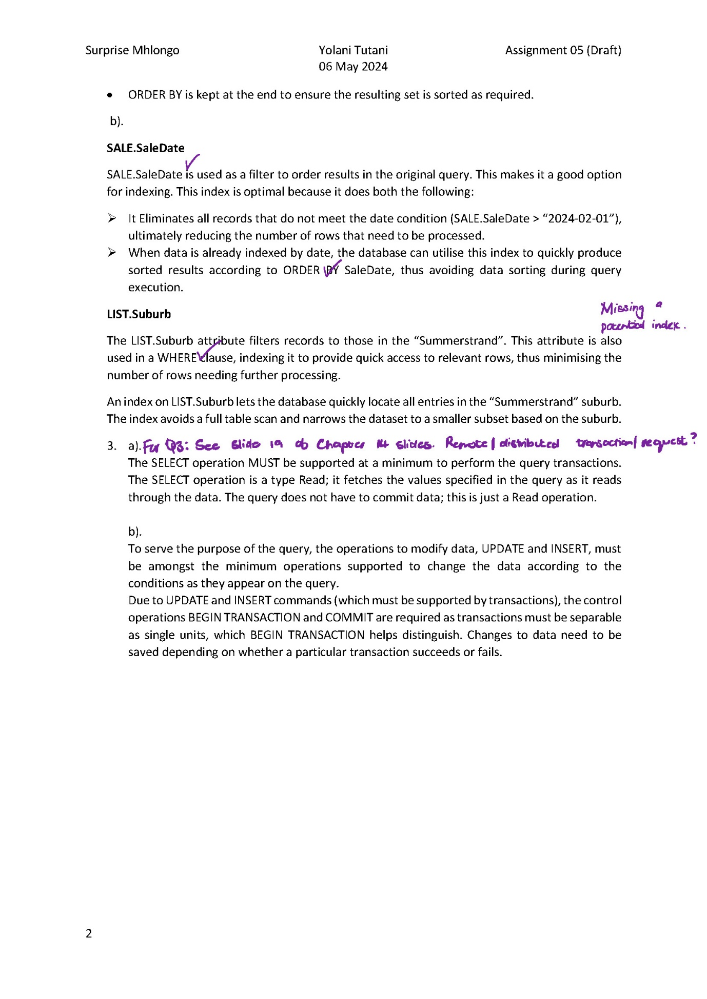 Surprise Mhlongo Yolani Tutani Assignment 05 (Draft)
06 May 2024
• ORDER BY is kept at the end to ensure the resulting set is sorted as required.
b).
SALE.SaleDate
SALE.SaleDate is used as a filter to order results in the original query. This makes it a good option
for indexing. This index is optimal because it does both the following:
➢ It Eliminates all records that do not meet the date condition (SALE.SaleDate > “2024-02-01”),
ultimately reducing the number of rows that need to be processed.
➢ When data is already indexed by date, the database can utilise this index to quickly produce
sorted results according to ORDER BY SaleDate, thus avoiding data sorting during query
execution.
Missing a
potential index.
LIST.Suburb
The LIST.Suburb attribute filters records to those in the “Summerstrand”. This attribute is also
used in a WHERE clause, indexing it to provide quick access to relevant rows, thus minimising the
number of rows needing further processing.
An index on LIST.Suburb lets the database quickly locate all entries in the “Summerstrand” suburb.
The index avoids a full table scan and narrows the dataset to a smaller subset based on the suburb.
3. a). For Q3: See slide 19 of Chapter 14 slides. Remote/distributed transaction/request?
The SELECT operation MUST be supported at a minimum to perform the query transactions.
The SELECT operation is a type Read; it fetches the values specified in the query as it reads
through the data. The query does not have to commit data; this is just a Read operation.
b).
To serve the purpose of the query, the operations to modify data, UPDATE and INSERT, must
be amongst the minimum operations supported to change the data according to the
conditions as they appear on the query.
Due to UPDATE and INSERT commands (which must be supported by transactions), the control
operations BEGIN TRANSACTION and COMMIT are required as transactions must be separable
as single units, which BEGIN TRANSACTION helps distinguish. Changes to data need to be
saved depending on whether a particular transaction succeeds or fails.
2